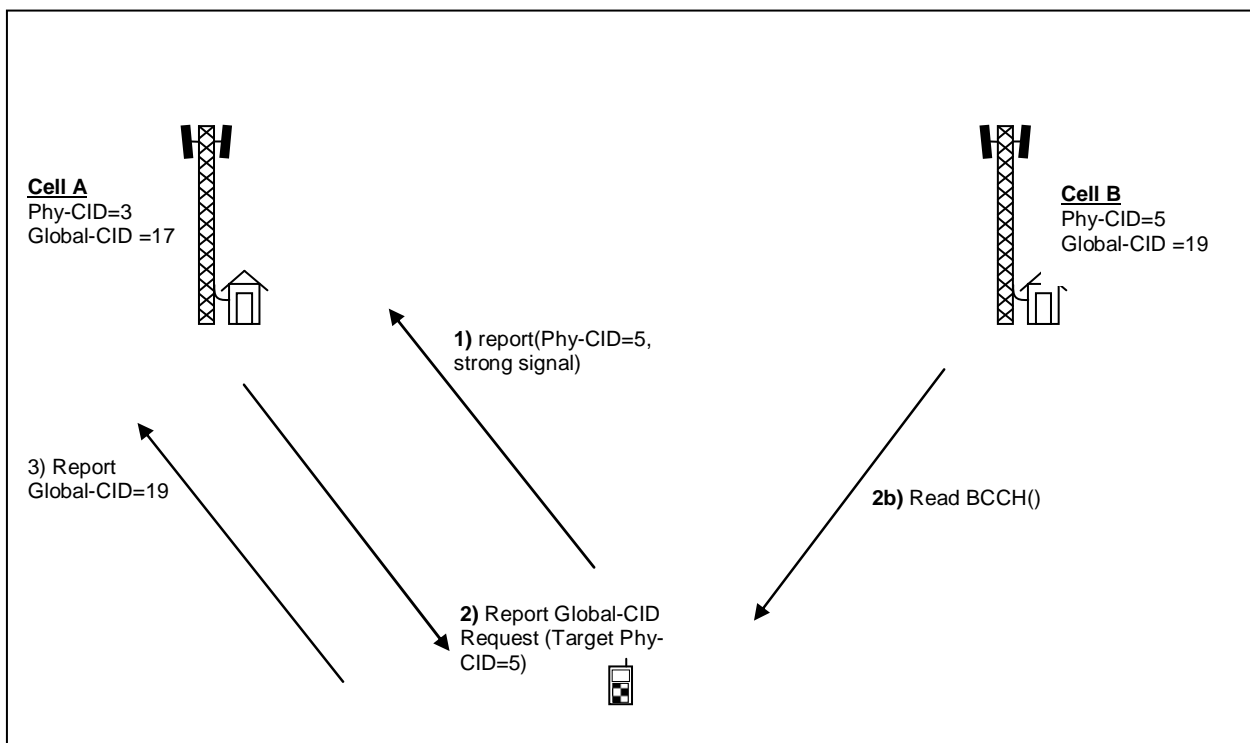 Cell A
Phy-CID=3
Global-CID =17
Cell B
Phy-CID=5
Global-CID =19
1) report(Phy-CID=5,
strong signal)
3) Report
Global-CID=19
2b) Read BCCH()
2) Report Global-CID
Request (Target Phy-
CID=5)